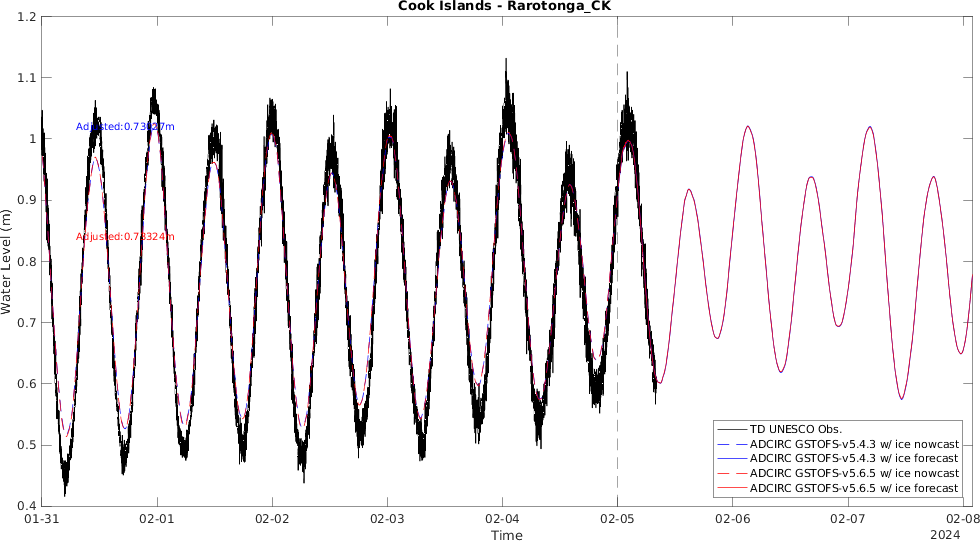 Cook Islands - Rarotonga_CK
1.2
1.1
1
0.9
0.8
0.7
0.6
0.5
0.4
Water Level (m)
Adjusted:0.73027m
Adjusted:0.73324m
TD UNESCO Obs.
ADCIRC GSTOFS-v5.4.3 w/ ice nowcast
ADCIRC GSTOFS-v5.4.3 w/ ice forecast
ADCIRC GSTOFS-v5.6.5 w/ ice nowcast
ADCIRC GSTOFS-v5.6.5 w/ ice forecast
01-31 02-01 02-02 02-03 02-04 02-05 02-06 02-07 02-08
Time 2024